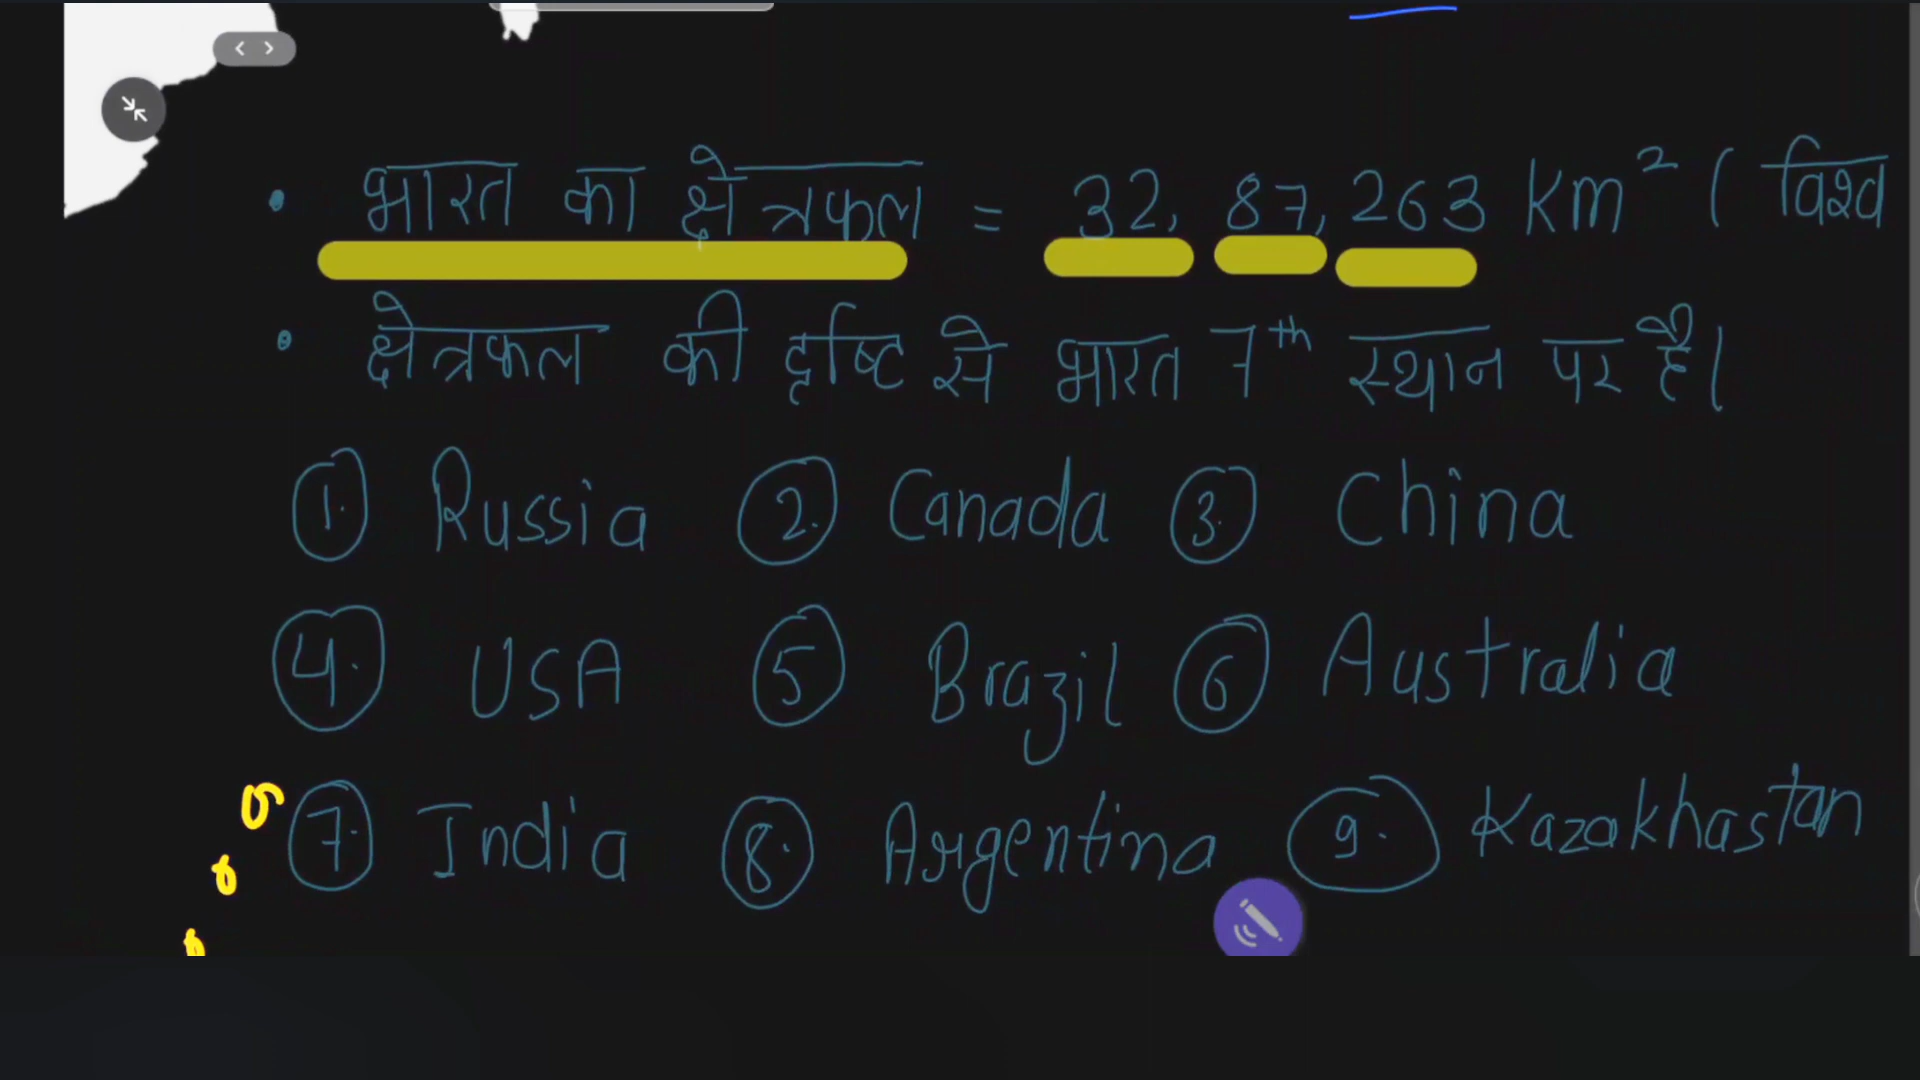 • भारत का क्षेत्रफल = 32, 87, 263 km² ( विश्व
• क्षेत्रफल की दृष्टि से भारत 7th स्थान पर है।
1. Russia 2. Canada 3. China
4. USA 5 Brazil 6 Australia
7. India 8. Argentina 9. Kazakhastan